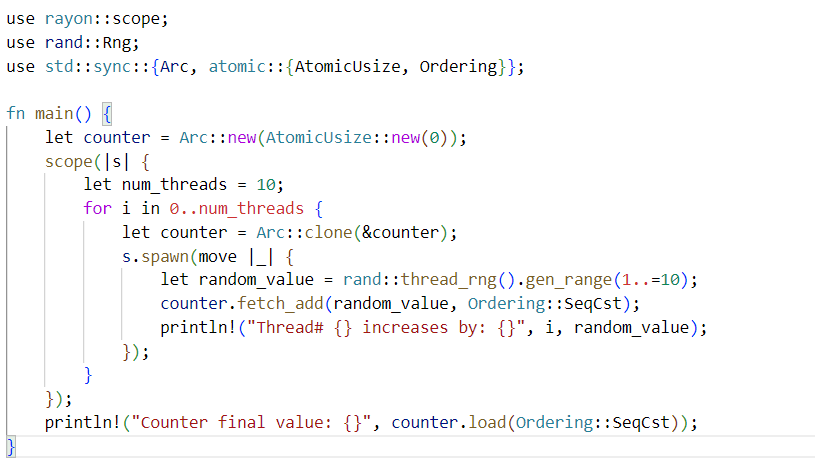 use rayon::scope;
use rand::Rng;
use std::sync::{Arc, atomic::{AtomicUsize, Ordering}};

fn main() {
    let counter = Arc::new(AtomicUsize::new(0));
    scope(|s| {
        let num_threads = 10;
        for i in 0..num_threads {
            let counter = Arc::clone(&counter);
            s.spawn(move |_| {
                let random_value = rand::thread_rng().gen_range(1..=10);
                counter.fetch_add(random_value, Ordering::SeqCst);
                println!("Thread# {} increases by: {}", i, random_value);
            });
        }
    });
    println!("Counter final value: {}", counter.load(Ordering::SeqCst));
}